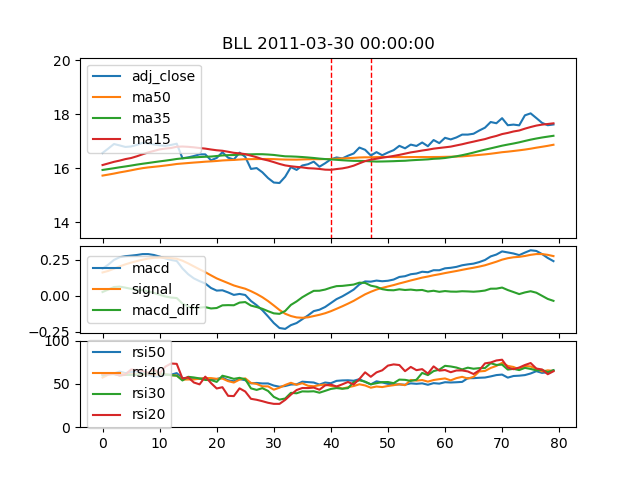 BLL 2011-03-30 00:00:00
20
18
16
14
adj_close
ma50
ma35
ma15
0.25
0.00
−0.25
macd
signal
macd_diff
100
50
0
rsi50
rsi40
rsi30
rsi20
0 10 20 30 40 50 60 70 80